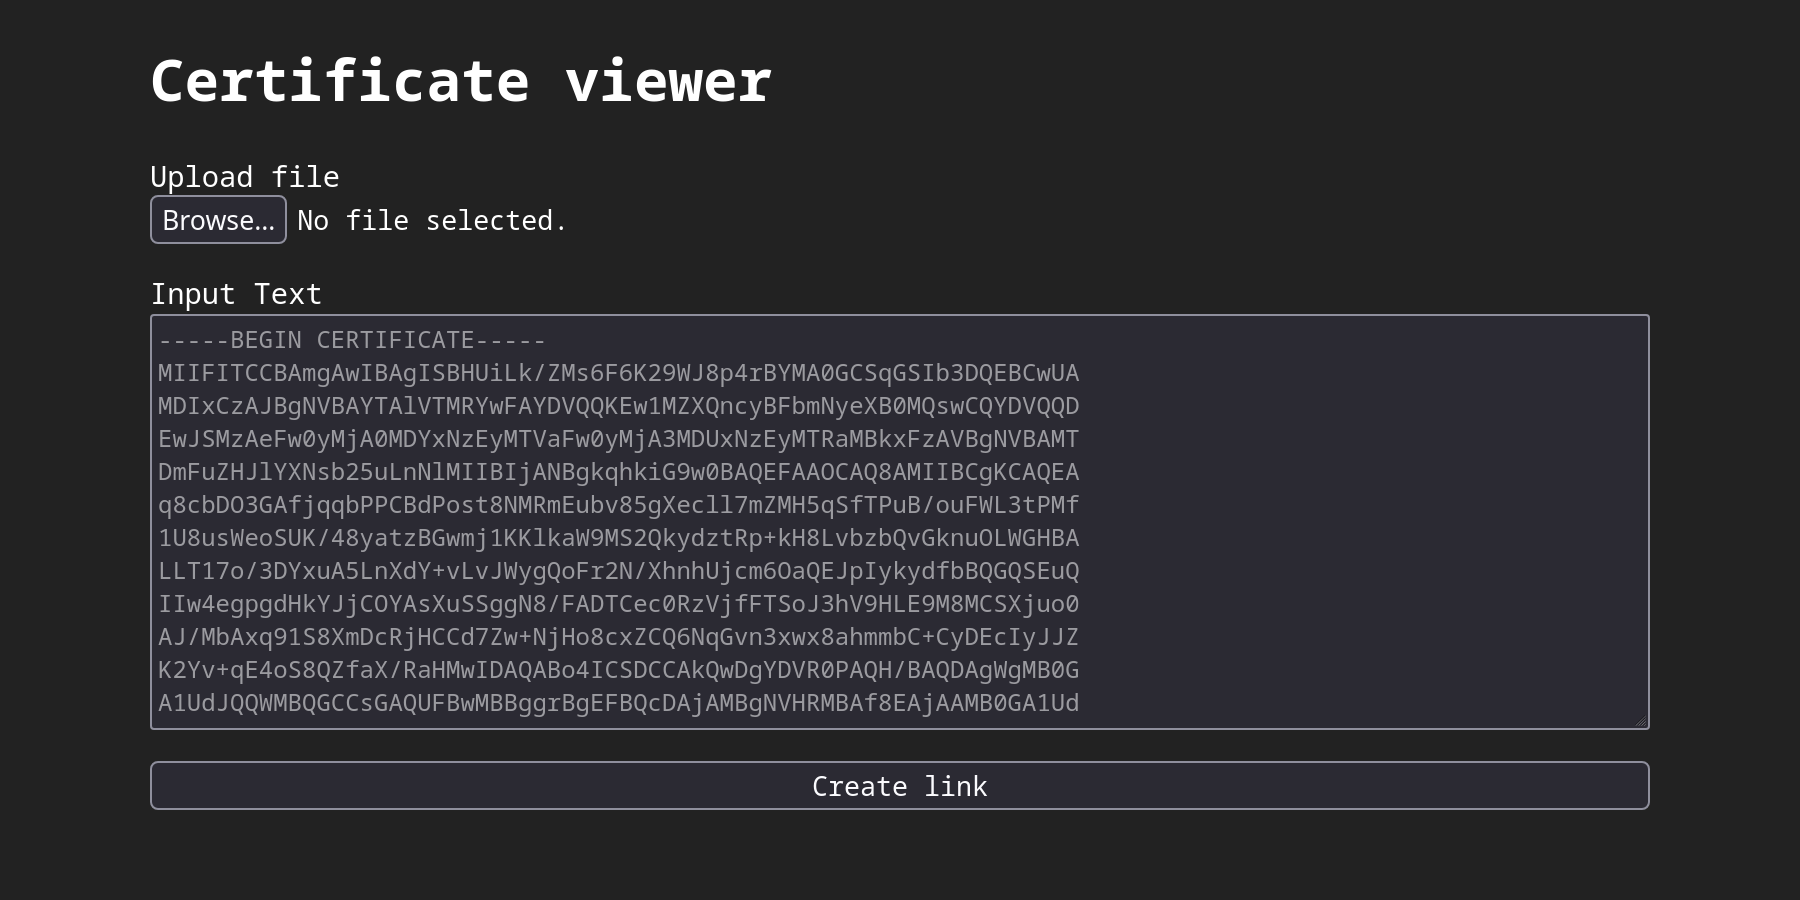 Certificate viewer
Upload file
Browse... No file selected.
Input Text
-----BEGIN CERTIFICATE-----
MIIFITCCBAmgAwIBAgISBHUiLk/ZMs6F6K29WJ8p4rBYMA0GCSqGSIb3DQEBCwUA
MDIxCzAJBgNVBAYTAlVTMRYwFAYDVQQKEw1MZXQncyBFbmNyeXB0MQswCQYDVQQD
EwJSMzAeFw0yMjA0MDYxNzEyMTVaFw0yMjA3MDUxNzEyMTRaMBkxFzAVBgNVBAMT
DmFuZHJlYXNsb25uLnNlMIIBIjANBgkqhkiG9w0BAQEFAAOCAQ8AMIIBCgKCAQEA
q8cbDO3GAfjqqbPPCBdPost8NMRmEubv85gXecll7mZMH5qSfTPuB/ouFWL3tPMf
1U8usWeoSUK/48yatzBGwmj1KKlkaW9MS2QkydztRp+kH8LvbzbQvGknuOLWGHBA
LLT17o/3DYxuA5LnXdY+vLvJWygQoFr2N/XhnhUjcm6OaQEJpIykydfbBQGQSEuQ
IIw4egpgdHkYJjCOYAsXuSSggN8/FADTCec0RzVjfFTSoJ3hV9HLE9M8MCSXjuo0
AJ/MbAxq91S8XmDcRjHCCd7Zw+NjHo8cxZCQ6NqGvn3xwx8ahmmbC+CyDEcIyJJZ
K2Yv+qE4oS8QZfaX/RaHMwIDAQABo4ICSDCCAkQwDgYDVR0PAQH/BAQDAgWgMB0G
A1UdJQQWMBQGCCsGAQUFBwMBBggrBgEFBQcDAjAMBgNVHRMBAf8EAjAAMB0GA1Ud
Create link